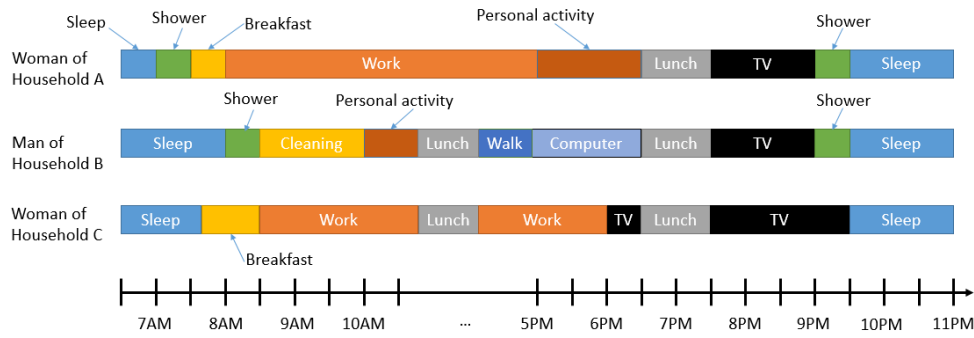 Sleep
Shower
Breakfast
Personal activity
Shower
Woman of
Household A
Work
Lunch
TV
Sleep
Shower
Personal activity
Shower
Man of
Household B
Sleep
Cleaning
Lunch
Walk
Computer
Lunch
TV
Sleep
Woman of
Household C
Sleep
Work
Lunch
Work
TV
Lunch
TV
Sleep
Breakfast
7AM 8AM 9AM 10AM ... 5PM 6PM 7PM 8PM 9PM 10PM 11PM